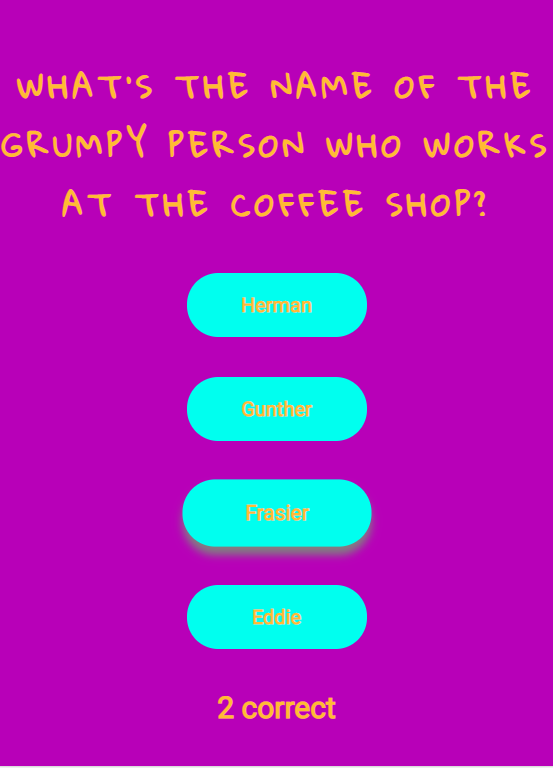 WHAT'S THE NAME OF THE
GRUMPY PERSON WHO WORKS
AT THE COFFEE SHOP?
Herman
Gunther
Frasier
Eddie
2 correct